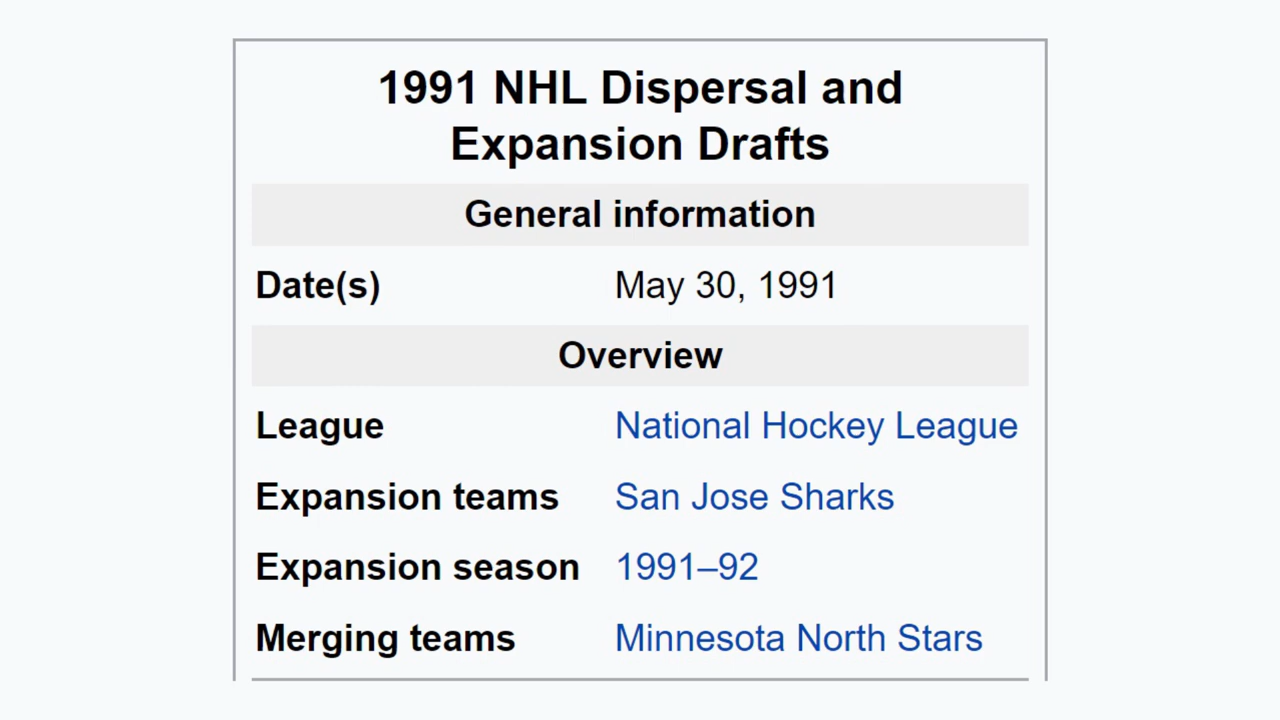 1991 NHL Dispersal and
Expansion Drafts
General information
Date(s) May 30, 1991
Overview
League National Hockey League
Expansion teams San Jose Sharks
Expansion season 1991–92
Merging teams Minnesota North Stars